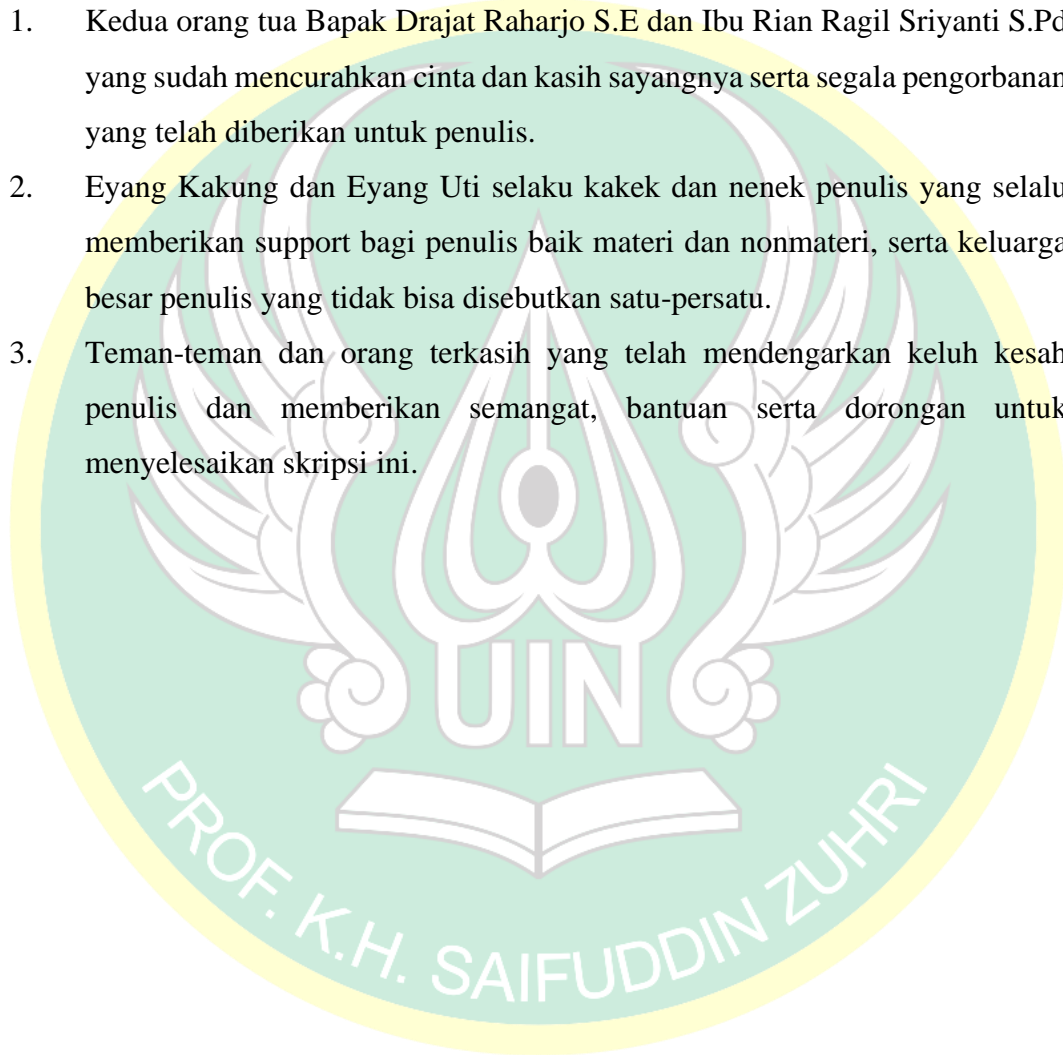 1. Kedua orang tua Bapak Drajat Raharjo S.E dan Ibu Rian Ragil Sriyanti S.Pd
yang sudah mencurahkan cinta dan kasih sayangnya serta segala pengorbanan
yang telah diberikan untuk penulis.
2. Eyang Kakung dan Eyang Uti selaku kakek dan nenek penulis yang selalu
memberikan support bagi penulis baik materi dan nonmateri, serta keluarga
besar penulis yang tidak bisa disebutkan satu-persatu.
3. Teman-teman dan orang terkasih yang telah mendengarkan keluh kesah
penulis dan memberikan semangat, bantuan serta dorongan untuk
menyelesaikan skripsi ini.
UIN
PROF. K.H. SAIFUDDIN ZUHRI